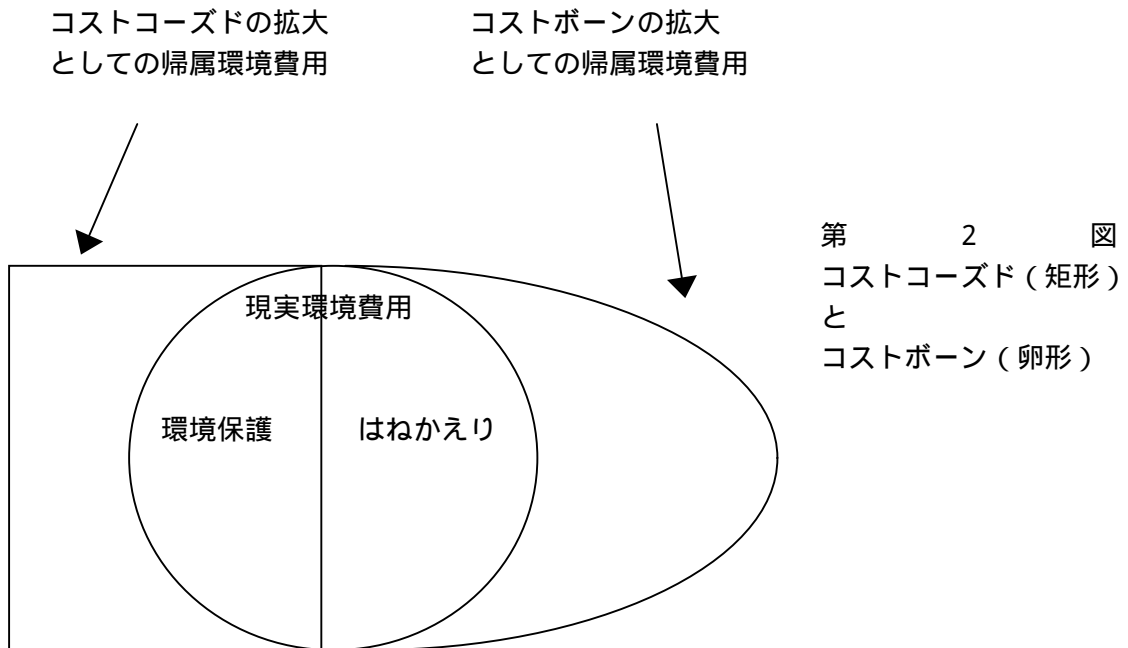 コストコーズドの拡大
としての帰属環境費用
コストボーンの拡大
としての帰属環境費用
第 2 図
コストコーズド(矩形)
と
コストボーン(卵形)
現実環境費用
環境保護
はねかえり